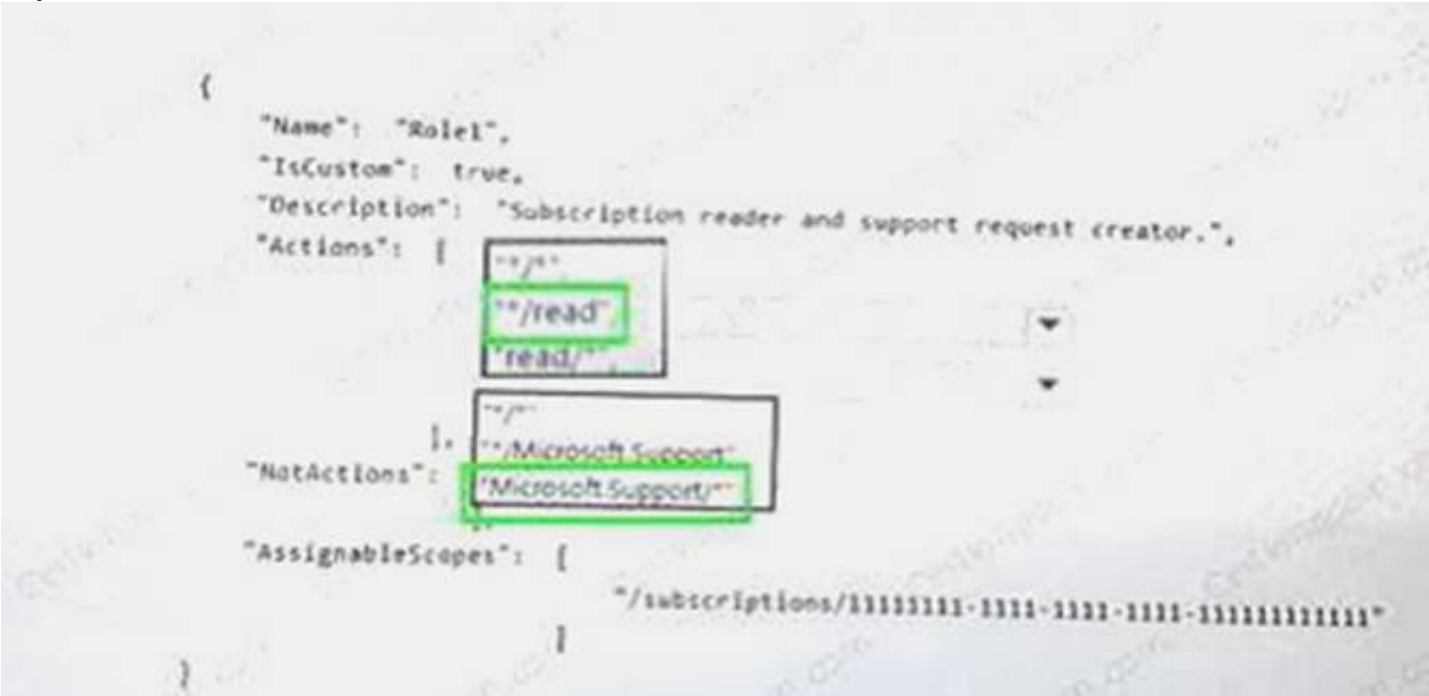 {
"Name": "Role1",
"IsCustom": true,
"Description": "Subscription reader and support request creator.",
"Actions": [
"*/*"
"*/read",
"read/*",
"*/*"
],
"*/Microsoft.Support"
"NotActions":
"Microsoft.Support/*"
"AssignableScopes": [
"/subscriptions/11111111-1111-1111-1111-111111111111"
]
}